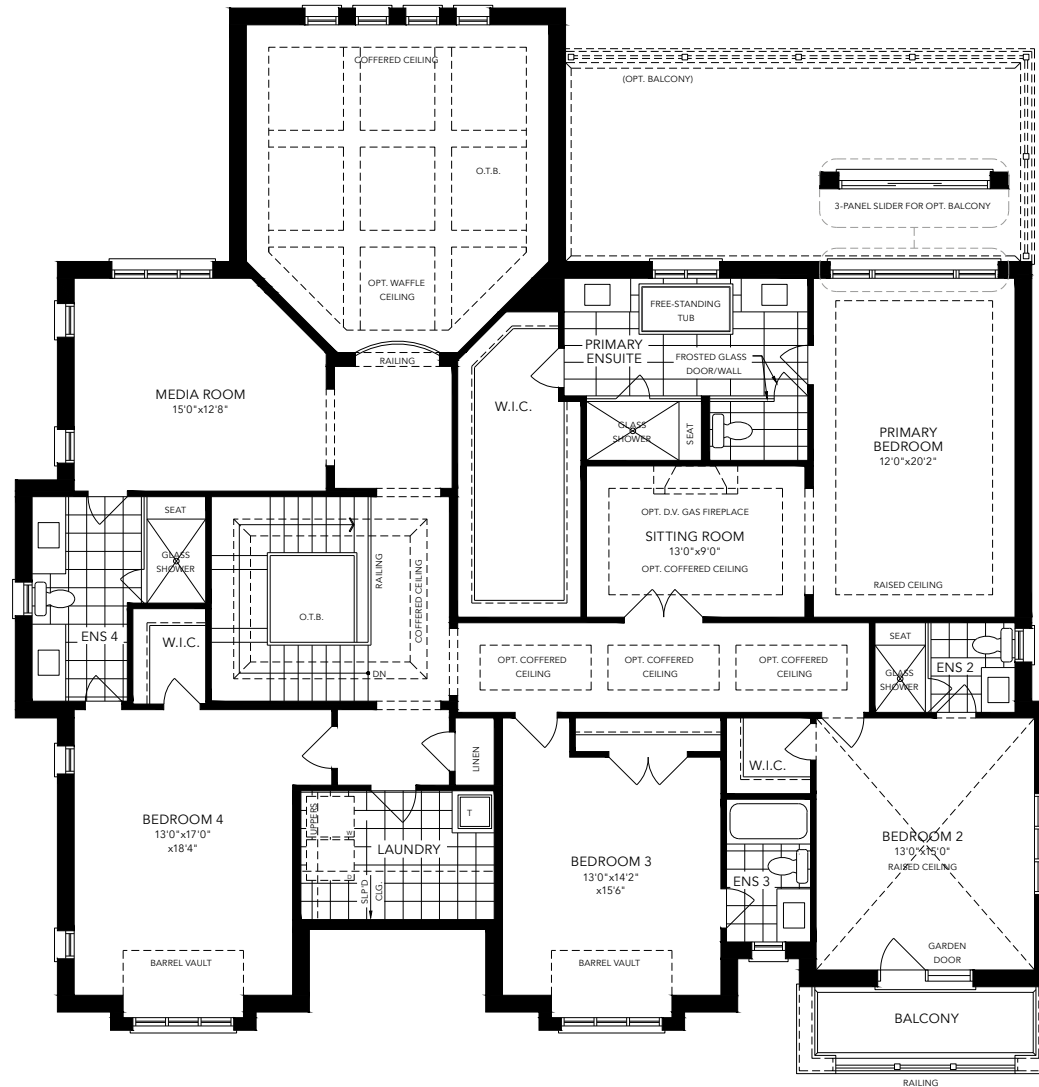 COFFERED CEILING
(OPT. BALCONY)
O.T.B.
3-PANEL SLIDER FOR OPT. BALCONY
OPT. WAFFLE
CEILING
FREE-STANDING
TUB
RAILING
PRIMARY
ENSUITE
FROSTED GLASS
DOOR/WALL
MEDIA ROOM
15'0"x12'8"
W.I.C.
GLASS
SHOWER
SEAT
PRIMARY
BEDROOM
12'0"x20'2"
SEAT
GLASS
SHOWER
OPT. D.V. GAS FIREPLACE
SITTING ROOM
13'0"x9'0"
OPT. COFFERED CEILING
RAILING
COFFERED CEILING
RAISED CEILING
O.T.B.
ENS 4
W.I.C.
DN
OPT. COFFERED
CEILING
OPT. COFFERED
CEILING
OPT. COFFERED
CEILING
SEAT
GLASS
SHOWER
ENS 2
LINEN
W.I.C.
BEDROOM 4
13'0"x17'0"
x18'4"
UPPERS
W
D
LAUNDRY
T
SLP'D
CLG.
BEDROOM 3
13'0"x14'2"
x15'6"
ENS 3
BEDROOM 2
13'0"x15'0"
RAISED CEILING
BARREL VAULT
BARREL VAULT
GARDEN
DOOR
BALCONY
RAILING